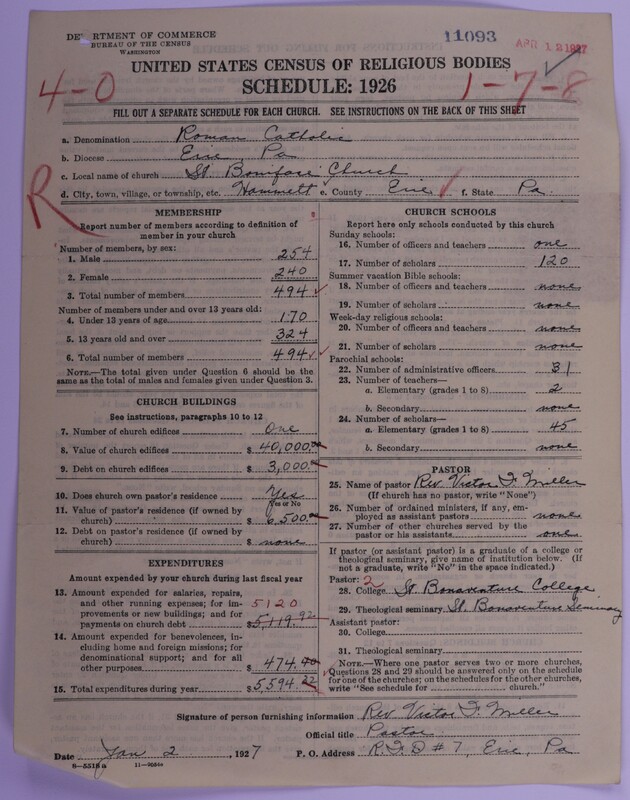 DEPARTMENT OF COMMERCE
BUREAU OF THE CENSUS
WASHINGTON
11093
APR 12 1927
UNITED STATES CENSUS OF RELIGIOUS BODIES
SCHEDULE: 1926
4-0
1-7-8
FILL OUT A SEPARATE SCHEDULE FOR EACH CHURCH. SEE INSTRUCTIONS ON THE BACK OF THIS SHEET
R
a. Denomination Roman Catholic
b. Diocese Erie, Pa
c. Local name of church St. Boniface Church
d. City, town, village, or township, etc. Hammett e. County Erie f. State Pa.
MEMBERSHIP
Report number of members according to definition of member in your church
Number of members, by sex:
1. Male 254
2. Female 240
3. Total number of members 494
Number of members under and over 13 years old:
4. Under 13 years of age 170
5. 13 years old and over 324
6. Total number of members 494
NOTE.—The total given under Question 6 should be the same as the total of males and females given under Question 3.
CHURCH BUILDINGS
See instructions, paragraphs 10 to 12
7. Number of church edifices One
8. Value of church edifices $ 40,000.00
9. Debt on church edifices $ 3,000.00
10. Does church own pastor's residence Yes
Yes or No
11. Value of pastor's residence (if owned by church) $ 6,500.00
12. Debt on pastor's residence (if owned by church) $ none
EXPENDITURES
Amount expended by your church during last fiscal year
13. Amount expended for salaries, repairs, and other running expenses; for improvements or new buildings; and for payments on church debt 5120 $ 5,119.92
14. Amount expended for benevolences, including home and foreign missions; for denominational support; and for all other purposes $ 474.40
15. Total expenditures during year $ 5,594.32
CHURCH SCHOOLS
Report here only schools conducted by this church
Sunday schools:
16. Number of officers and teachers one
17. Number of scholars 120
Summer vacation Bible schools:
18. Number of officers and teachers none
19. Number of scholars none
Week-day religious schools:
20. Number of officers and teachers none
21. Number of scholars none
Parochial schools:
22. Number of administrative officers 31
23. Number of teachers—
a. Elementary (grades 1 to 8) 2
b. Secondary none
24. Number of scholars—
a. Elementary (grades 1 to 8) 45
b. Secondary none
PASTOR
25. Name of pastor Rev Victor F. Miller
(If church has no pastor, write "None")
26. Number of ordained ministers, if any, employed as assistant pastors none
27. Number of other churches served by the pastor or his assistants one
If pastor (or assistant pastor) is a graduate of a college or theological seminary, give name of institution below. (If not a graduate, write "No" in the space indicated.)
Pastor: 2
28. College St. Bonaventure College
29. Theological seminary St. Bonaventure Seminary
Assistant pastor:
30. College
31. Theological seminary
NOTE.—Where one pastor serves two or more churches, Questions 28 and 29 should be answered only on the schedule for one of the churches; on the schedules for the other churches, write "See schedule for church."
Signature of person furnishing information Rev. Victor F. Miller
Official title Pastor
Date Jan 2, 1927 P. O. Address R.F.D # 7, Erie, Pa
8-5518 a 11-9054a